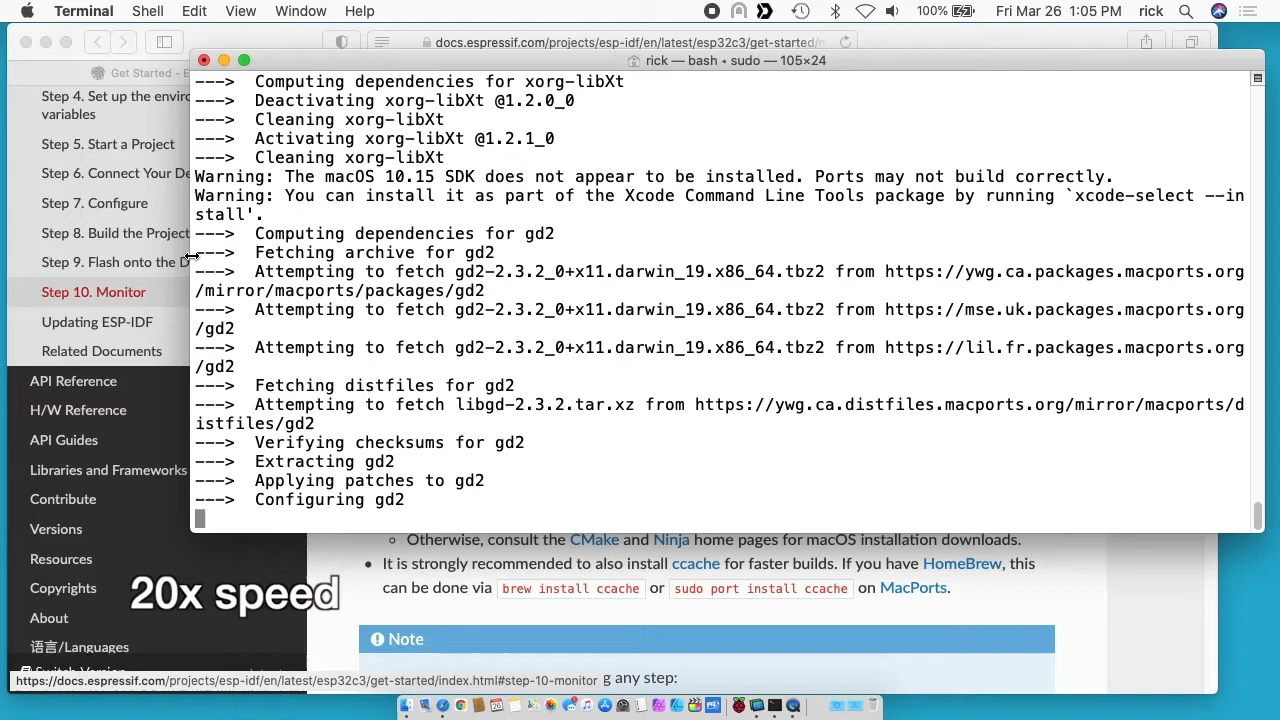 Terminal Shell Edit View Window Help 100% Fri Mar 26 1:05 PM rick
docs.espressif.com/projects/esp-idf/en/latest/esp32c3/get-started/
Get Started - E
rick — bash ◂ sudo — 105×24
Step 4. Set up the enviro
variables
Step 5. Start a Project
Step 6. Connect Your De
Step 7. Configure
Step 8. Build the Project
Step 9. Flash onto the D
Step 10. Monitor
Updating ESP-IDF
Related Documents
API Reference
H/W Reference
API Guides
Libraries and Frameworks
Contribute
Versions
Resources
Copyrights
About
语言/Languages
---> Computing dependencies for xorg-libXt
---> Deactivating xorg-libXt @1.2.0_0
---> Cleaning xorg-libXt
---> Activating xorg-libXt @1.2.1_0
---> Cleaning xorg-libXt
Warning: The macOS 10.15 SDK does not appear to be installed. Ports may not build correctly.
Warning: You can install it as part of the Xcode Command Line Tools package by running `xcode-select --in
stall'.
---> Computing dependencies for gd2
---> Fetching archive for gd2
---> Attempting to fetch gd2-2.3.2_0+x11.darwin_19.x86_64.tbz2 from https://ywg.ca.packages.macports.org
/mirror/macports/packages/gd2
---> Attempting to fetch gd2-2.3.2_0+x11.darwin_19.x86_64.tbz2 from https://mse.uk.packages.macports.org
/gd2
---> Attempting to fetch gd2-2.3.2_0+x11.darwin_19.x86_64.tbz2 from https://lil.fr.packages.macports.org
/gd2
---> Fetching distfiles for gd2
---> Attempting to fetch libgd-2.3.2.tar.xz from https://ywg.ca.distfiles.macports.org/mirror/macports/d
istfiles/gd2
---> Verifying checksums for gd2
---> Extracting gd2
---> Applying patches to gd2
---> Configuring gd2
Otherwise, consult the CMake and Ninja home pages for macOS installation downloads.
It is strongly recommended to also install ccache for faster builds. If you have HomeBrew, this
can be done via brew install ccache or sudo port install ccache on MacPorts.
Note
20x speed
https://docs.espressif.com/projects/esp-idf/en/latest/esp32c3/get-started/index.html#step-10-monitor g any step: